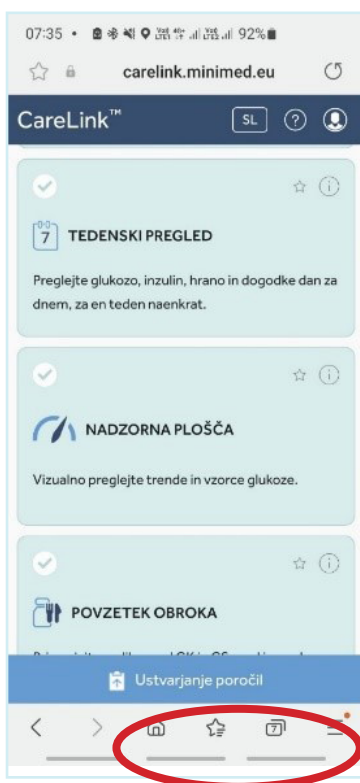 07:35 • 92%
carelink.minimed.eu
CareLink™ SL ?
7 TEDENSKI PREGLED
Preglejte glukozo, inzulin, hrano in dogodke dan za
dnem, za en teden naenkrat.
NADZORNA PLOŠČA
Vizualno preglejte trende in vzorce glukoze.
POVZETEK OBROKA
Ustvarjanje poročil
7